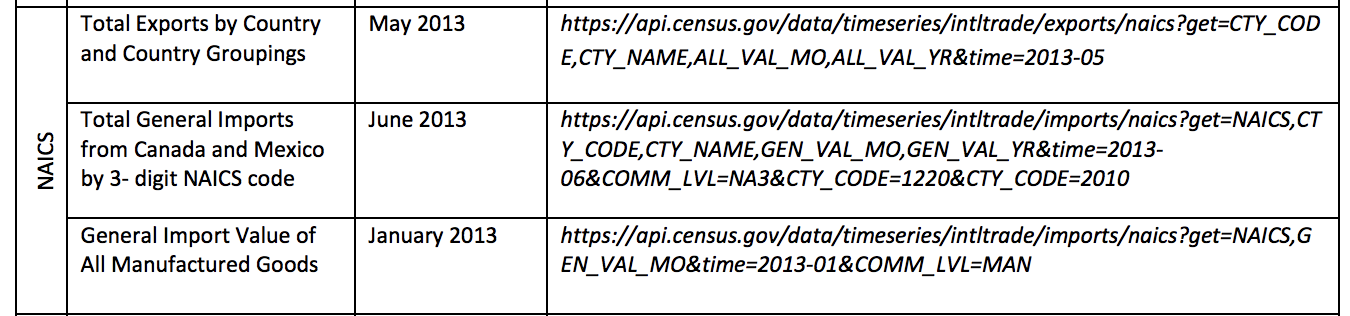 NAICS
Total Exports by Country
and Country Groupings
May 2013
https://api.census.gov/data/timeseries/intltrade/exports/naics?get=CTY_COD
E,CTY_NAME,ALL_VAL_MO,ALL_VAL_YR&time=2013-05
Total General Imports
from Canada and Mexico
by 3- digit NAICS code
June 2013
https://api.census.gov/data/timeseries/intltrade/imports/naics?get=NAICS,CT
Y_CODE,CTY_NAME,GEN_VAL_MO,GEN_VAL_YR&time=2013-
06&COMM_LVL=NA3&CTY_CODE=1220&CTY_CODE=2010
General Import Value of
All Manufactured Goods
January 2013
https://api.census.gov/data/timeseries/intltrade/imports/naics?get=NAICS,G
EN_VAL_MO&time=2013-01&COMM_LVL=MAN